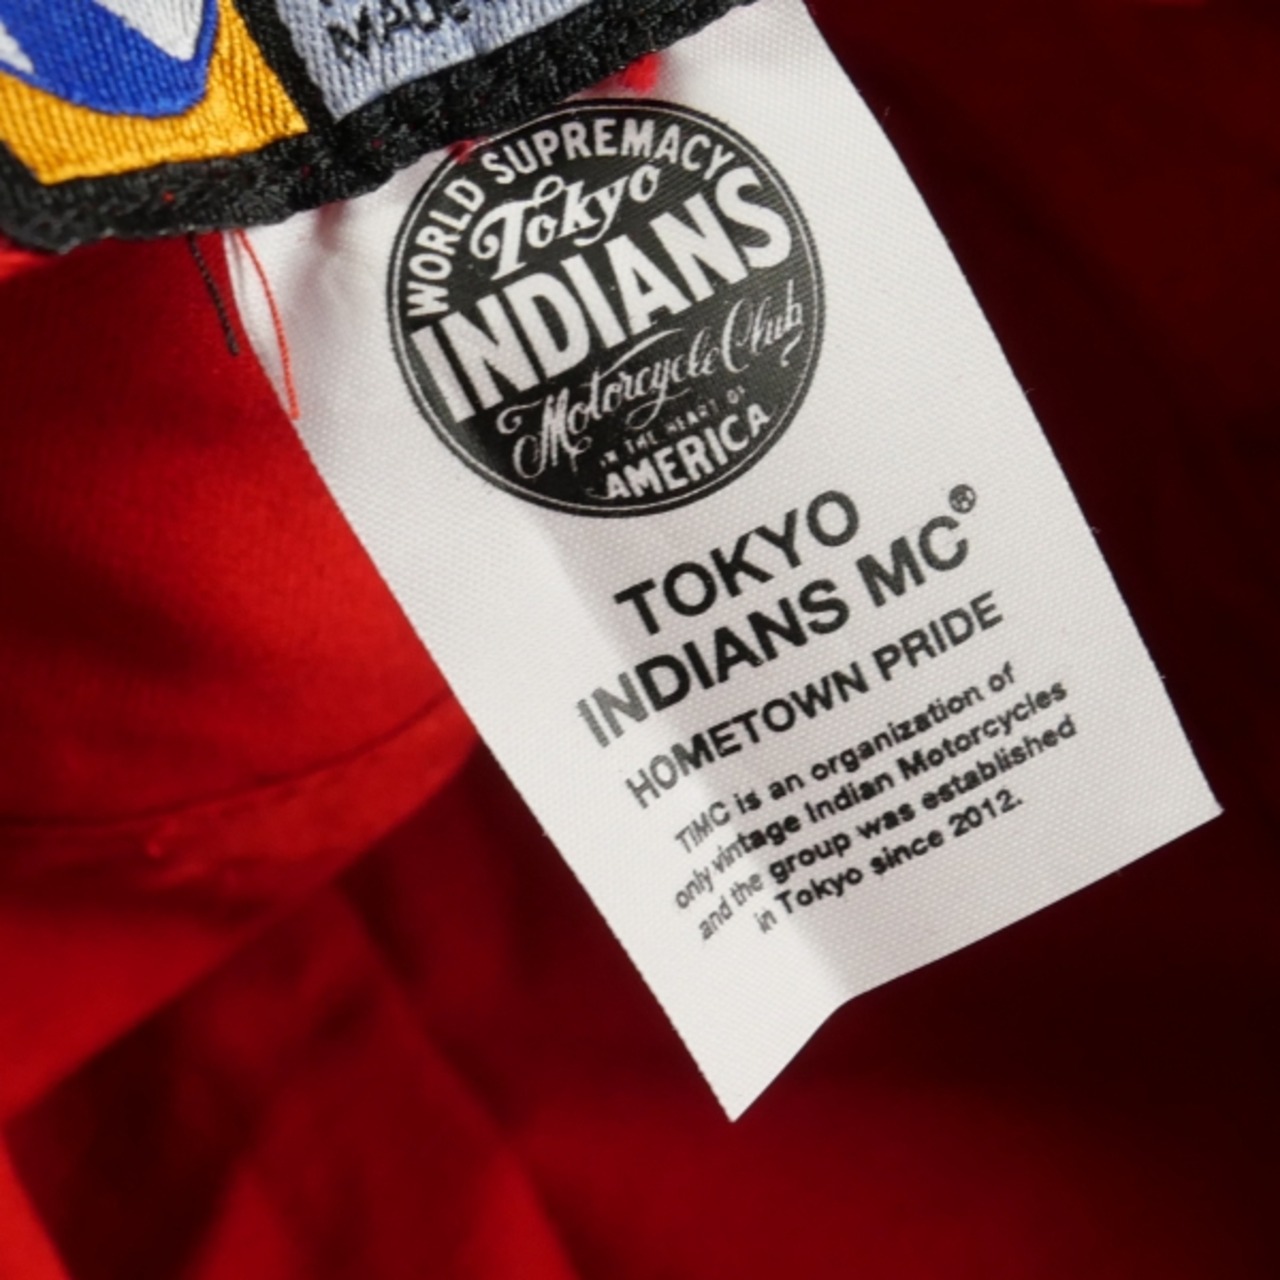 MADE
WORLD SUPREMACY
Tokyo
INDIANS
Motorcycle Club
IN THE HEART OF
AMERICA
TOKYO
INDIANS MC®
HOMETOWN PRIDE
TIMC is an organization of
only vintage Indian Motorcycles
and the group was established
in Tokyo since 2012.